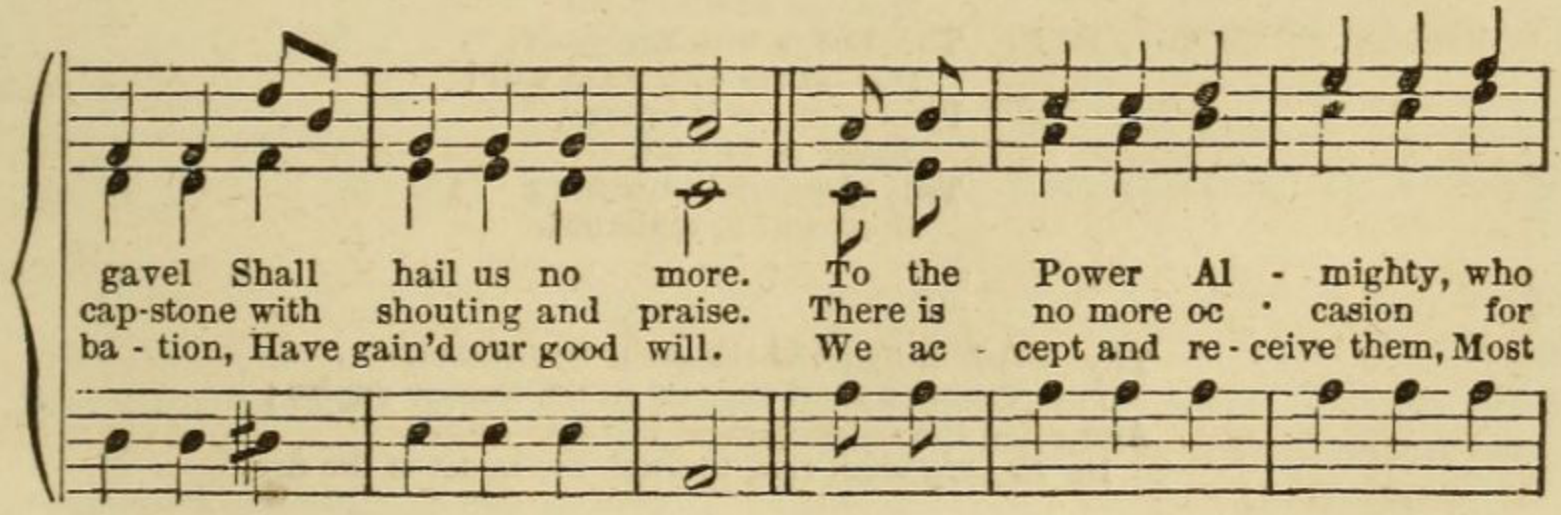 gavel Shall hail us no more. To the Power Al - mighty, who
cap-stone with shouting and praise. There is no more oc · casion for
ba - tion, Have gain'd our good will. We ac - cept and re - ceive them, Most